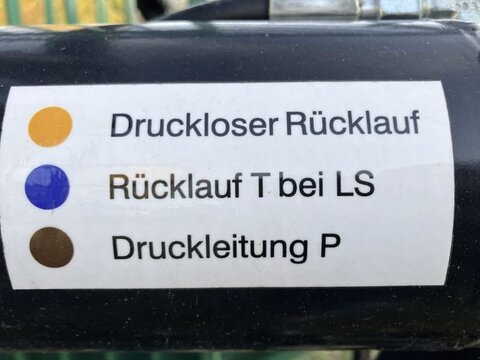 Druckloser Rücklauf
Rücklauf T bei LS
Druckleitung P